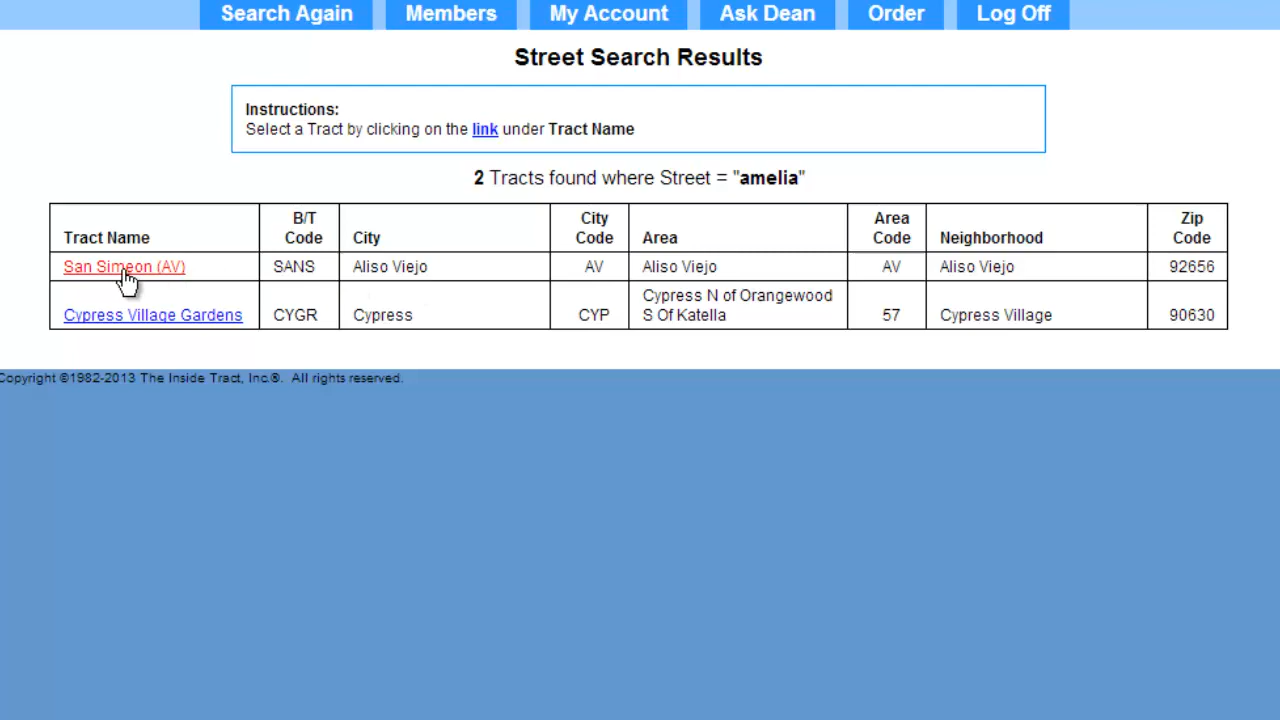 Search Again Members My Account Ask Dean Order Log Off
Street Search Results
Instructions:
Select a Tract by clicking on the link under Tract Name
2 Tracts found where Street = "amelia"
Tract Name B/T Code City City Code Area Area Code Neighborhood Zip Code
San Simeon (AV) SANS Aliso Viejo AV Aliso Viejo AV Aliso Viejo 92656
Cypress Village Gardens CYGR Cypress CYP Cypress N of Orangewood S Of Katella 57 Cypress Village 90630
Copyright ©1982-2013 The Inside Tract, Inc.®. All rights reserved.